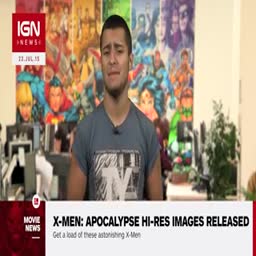 IGN
NEWS
22.JUL.15
MOVIE
NEWS
X-MEN: APOCALYPSE HI-RES IMAGES RELEASED
Get a load of these astonishing X-Men